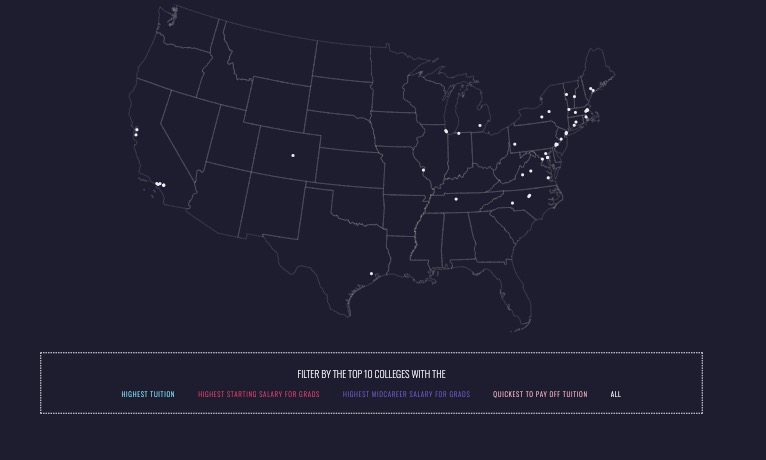 FILTER BY THE TOP 10 COLLEGES WITH THE
HIGHEST TUITION HIGHEST STARTING SALARY FOR GRADS HIGHEST MIDCAREER SALARY FOR GRADS QUICKEST TO PAY OFF TUITION ALL